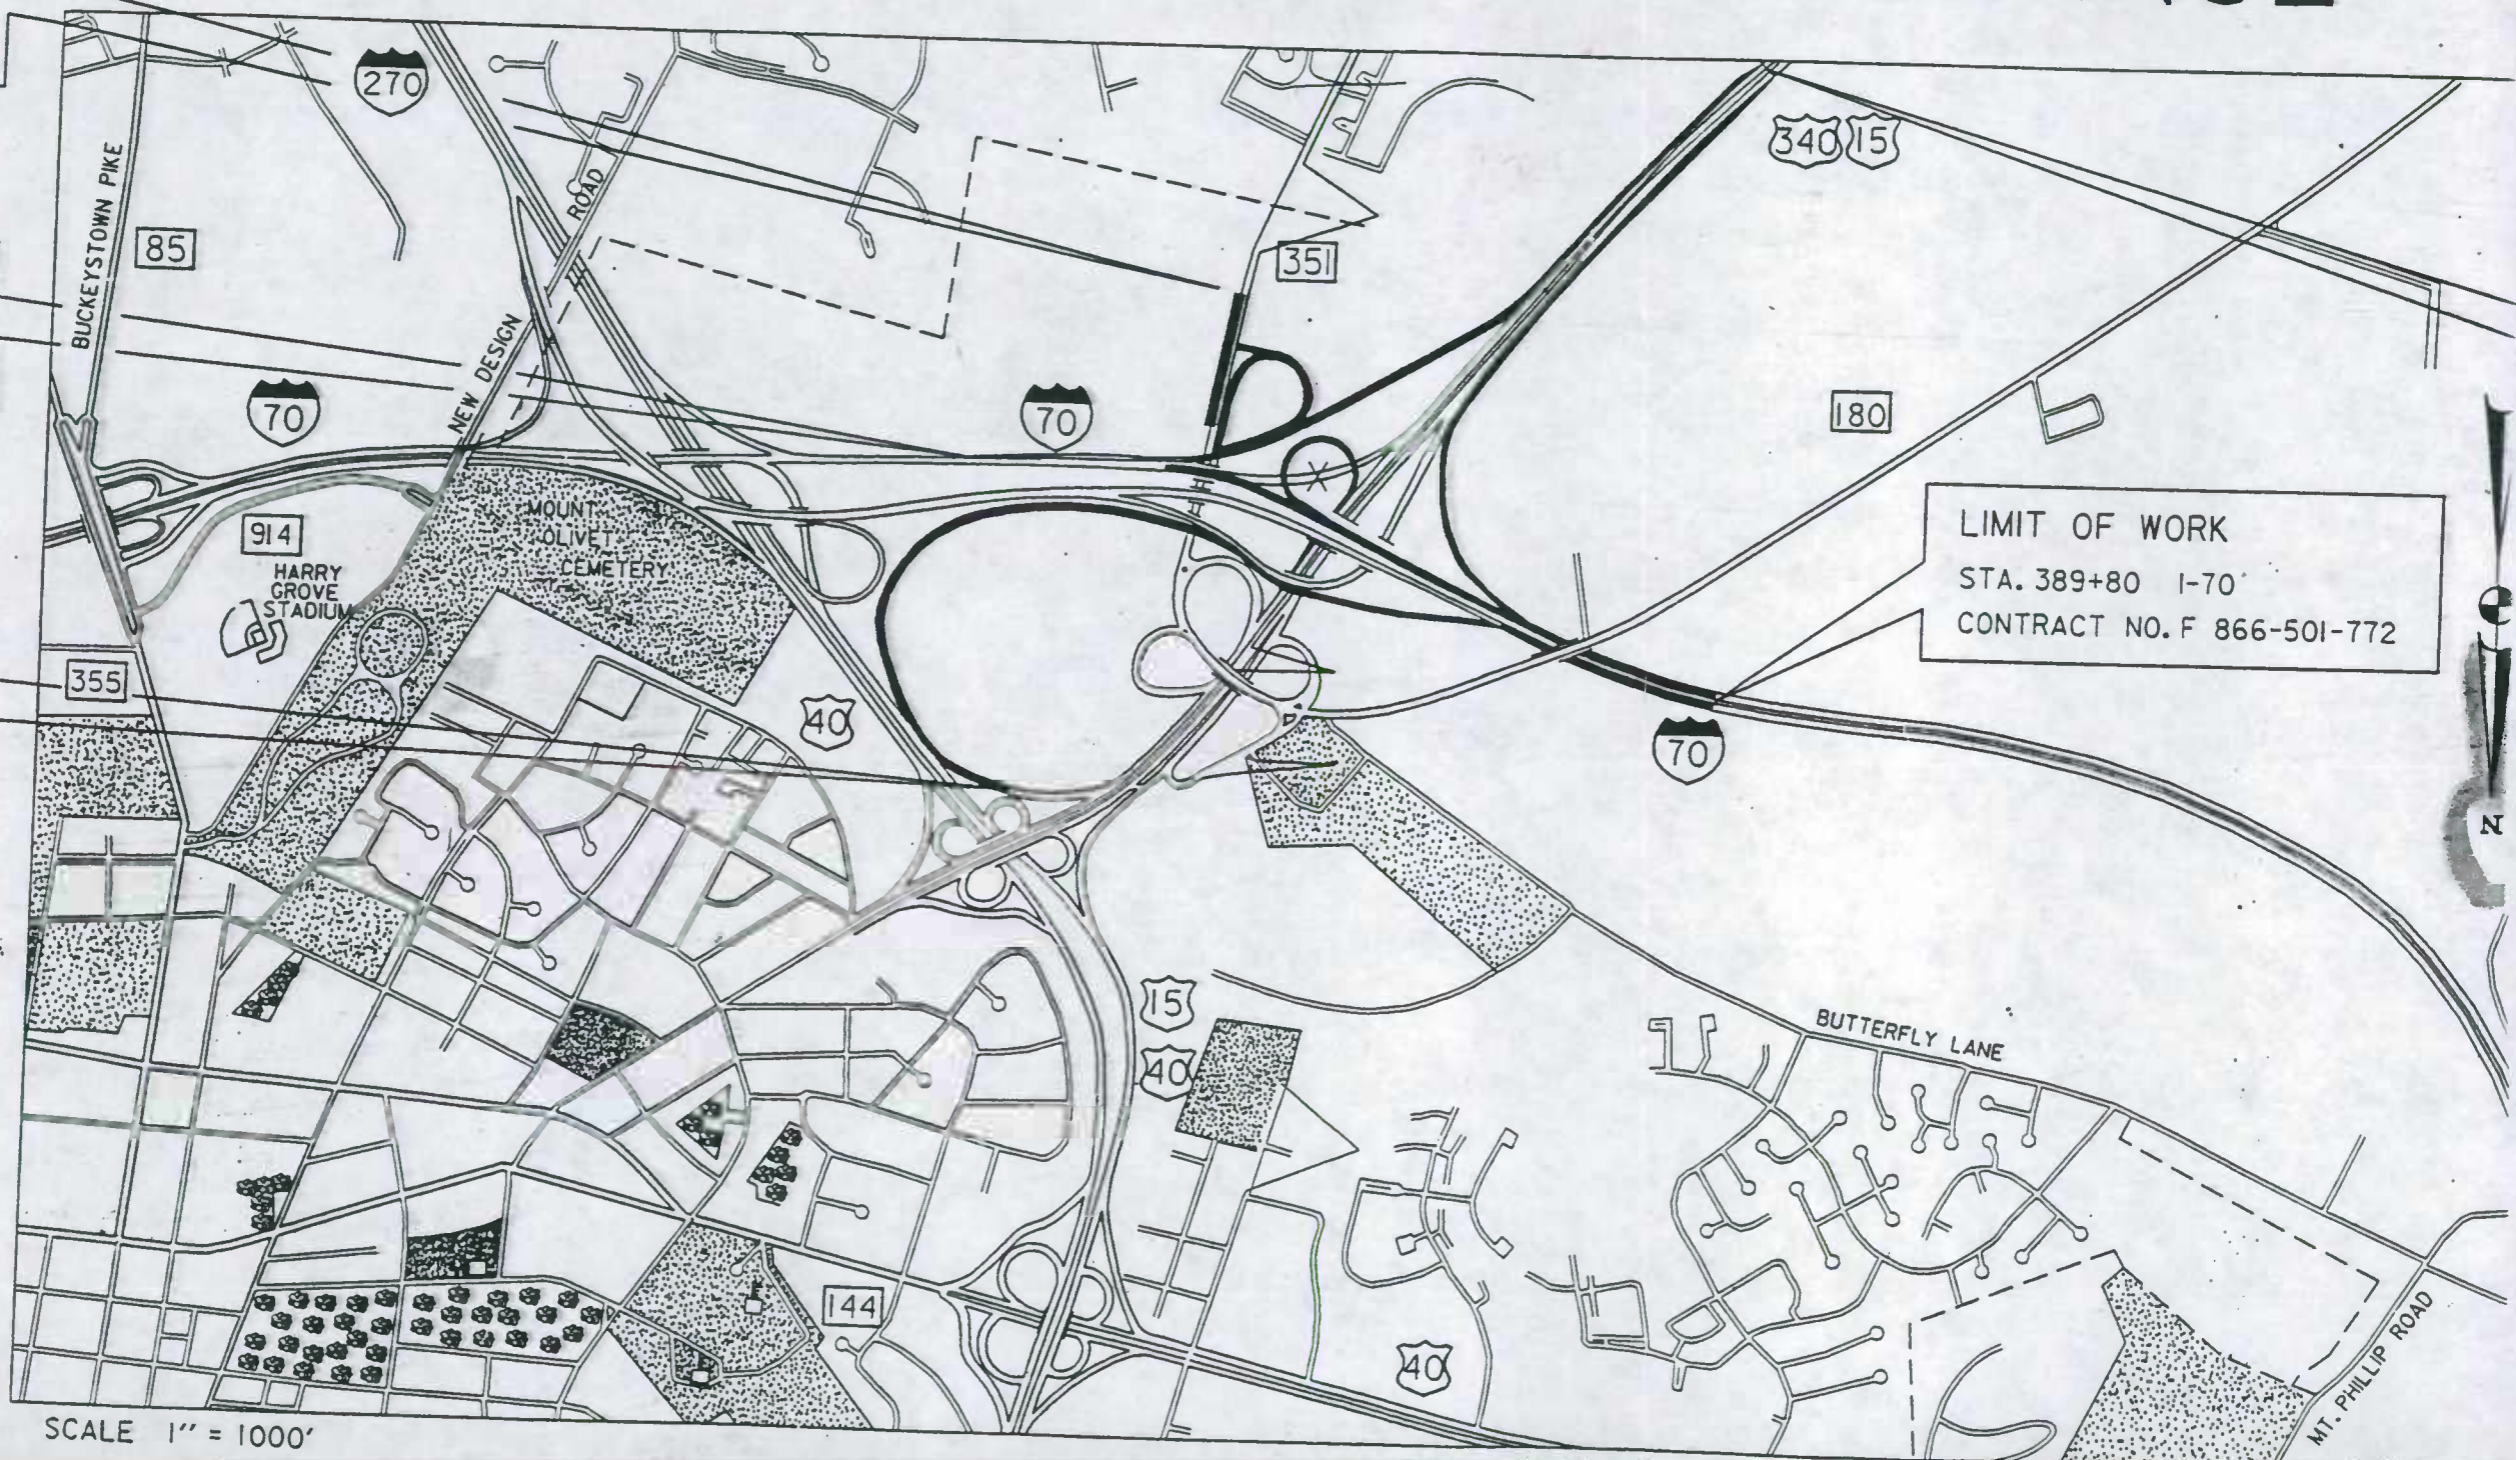 270
BUCKEYSTOWN PIKE
85
NEW DESIGN
ROAD
351
340
15
70
70
180
914
HARRY
GROVE
STADIUM
MOUNT
OLIVET
CEMETERY
LIMIT OF WORK
STA. 389+80 I-70
CONTRACT NO. F 866-501-772
355
40
70
N
15
40
BUTTERFLY LANE
144
40
MT. PHILLIP ROAD
SCALE 1" = 1000'